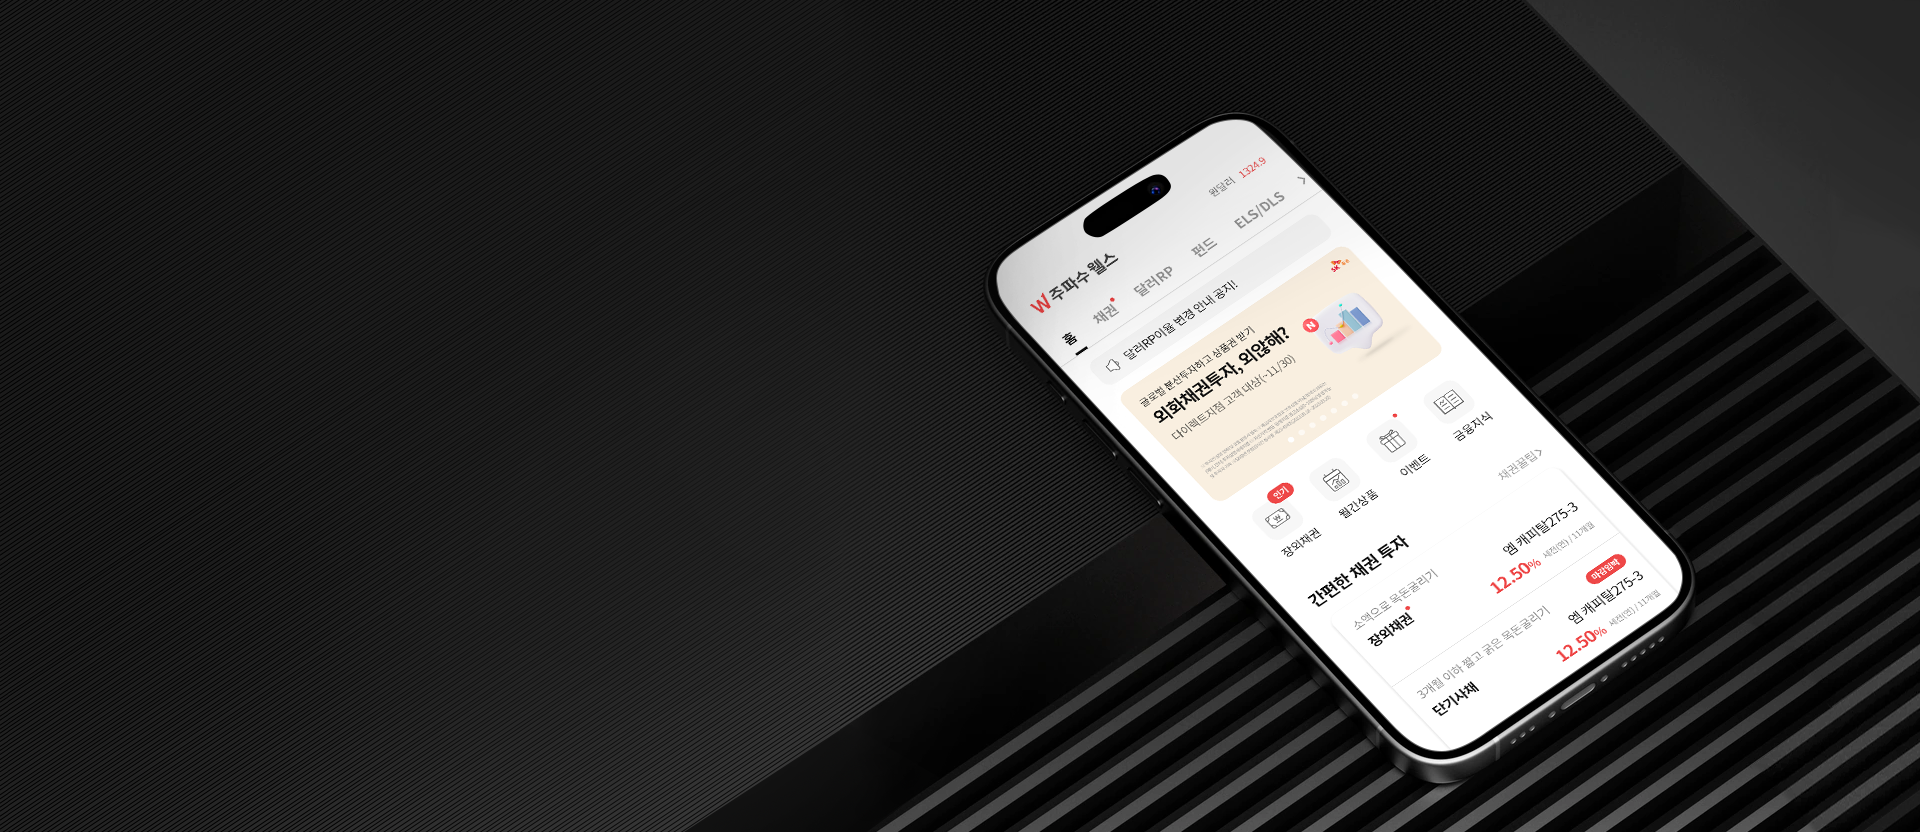 원달러 1324.9
W 주파수 웰스
홈 채권 달러RP 펀드 ELS/DLS
달러RP이율 변경 안내 공지!
SK증권
글로벌 분산투자하고 상품권 받기
외화채권투자, 외않해?
다이렉트지점 고객 대상(~11/30)
N
인기
장외채권 월간상품 이벤트 금융지식
간편한 채권 투자 채권꿀팁
소액으로 목돈굴리기 엠 캐피탈275-3
장외채권 12.50% 세전(연) / 11개월
마감임박
3개월 이하 짧고 굵은 목돈굴리기 엠 캐피탈275-3
단기사채 12.50% 세전(연) / 11개월